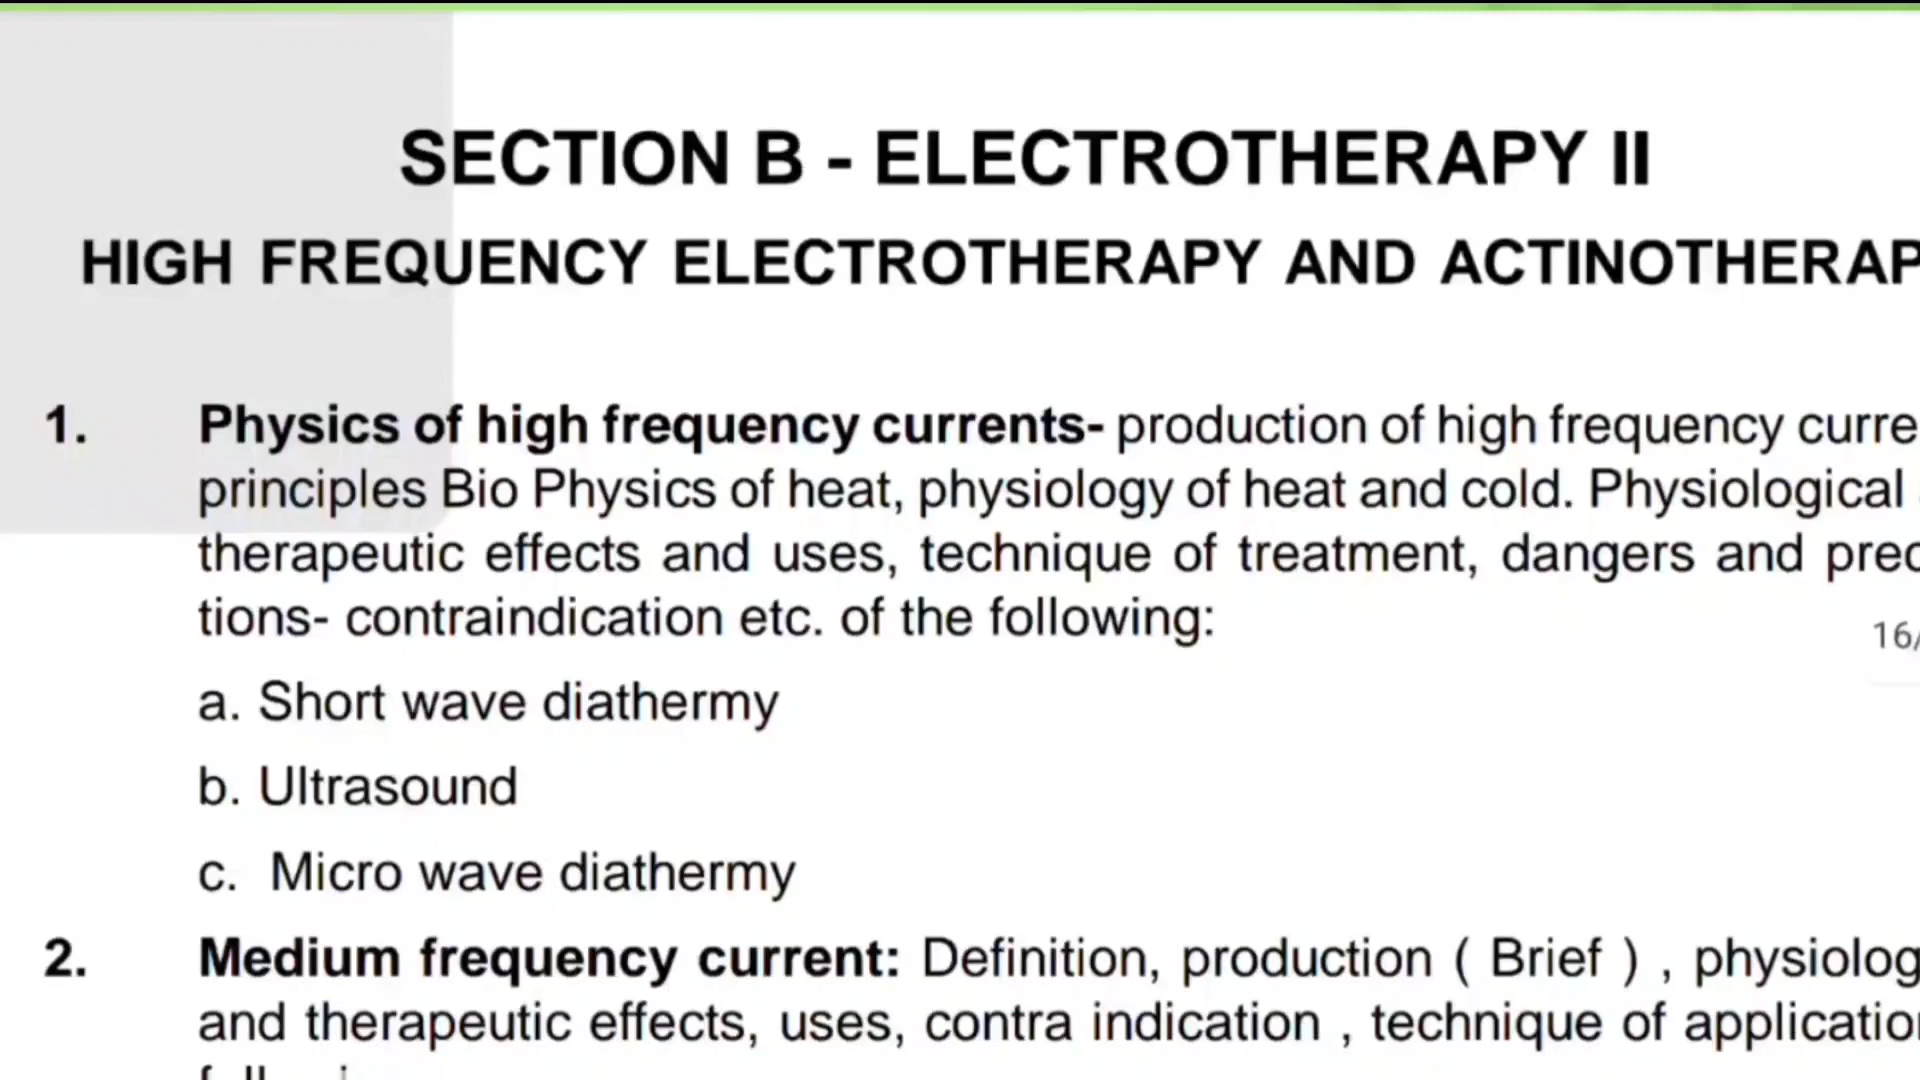 SECTION B - ELECTROTHERAPY II
HIGH FREQUENCY ELECTROTHERAPY AND ACTINOTHERAP
1. Physics of high frequency currents- production of high frequency curre
principles Bio Physics of heat, physiology of heat and cold. Physiological
therapeutic effects and uses, technique of treatment, dangers and prec
tions- contraindication etc. of the following:
16/
a. Short wave diathermy
b. Ultrasound
c. Micro wave diathermy
2. Medium frequency current: Definition, production ( Brief ) , physiolog
and therapeutic effects, uses, contra indication , technique of applicatio